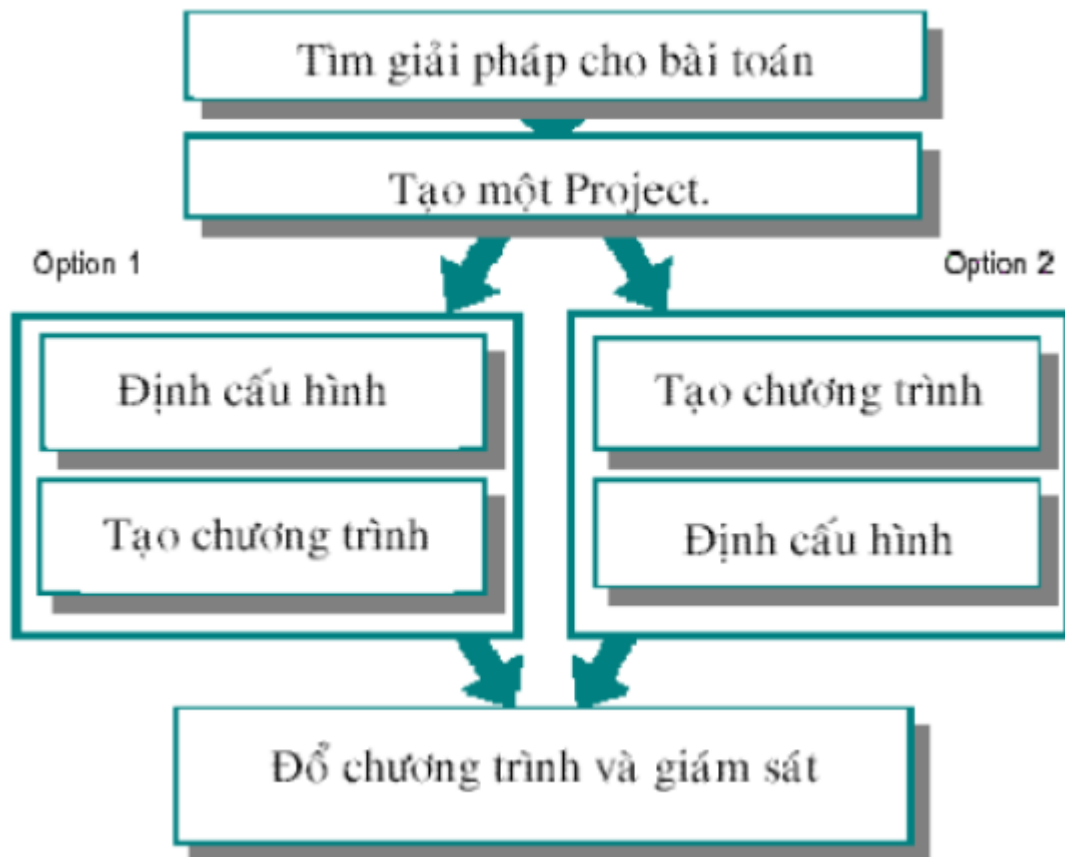 Tìm giải pháp cho bài toán
Tạo một Project.
Option 1
Option 2
Định cấu hình
Tạo chương trình
Tạo chương trình
Định cấu hình
Đổ chương trình và giám sát